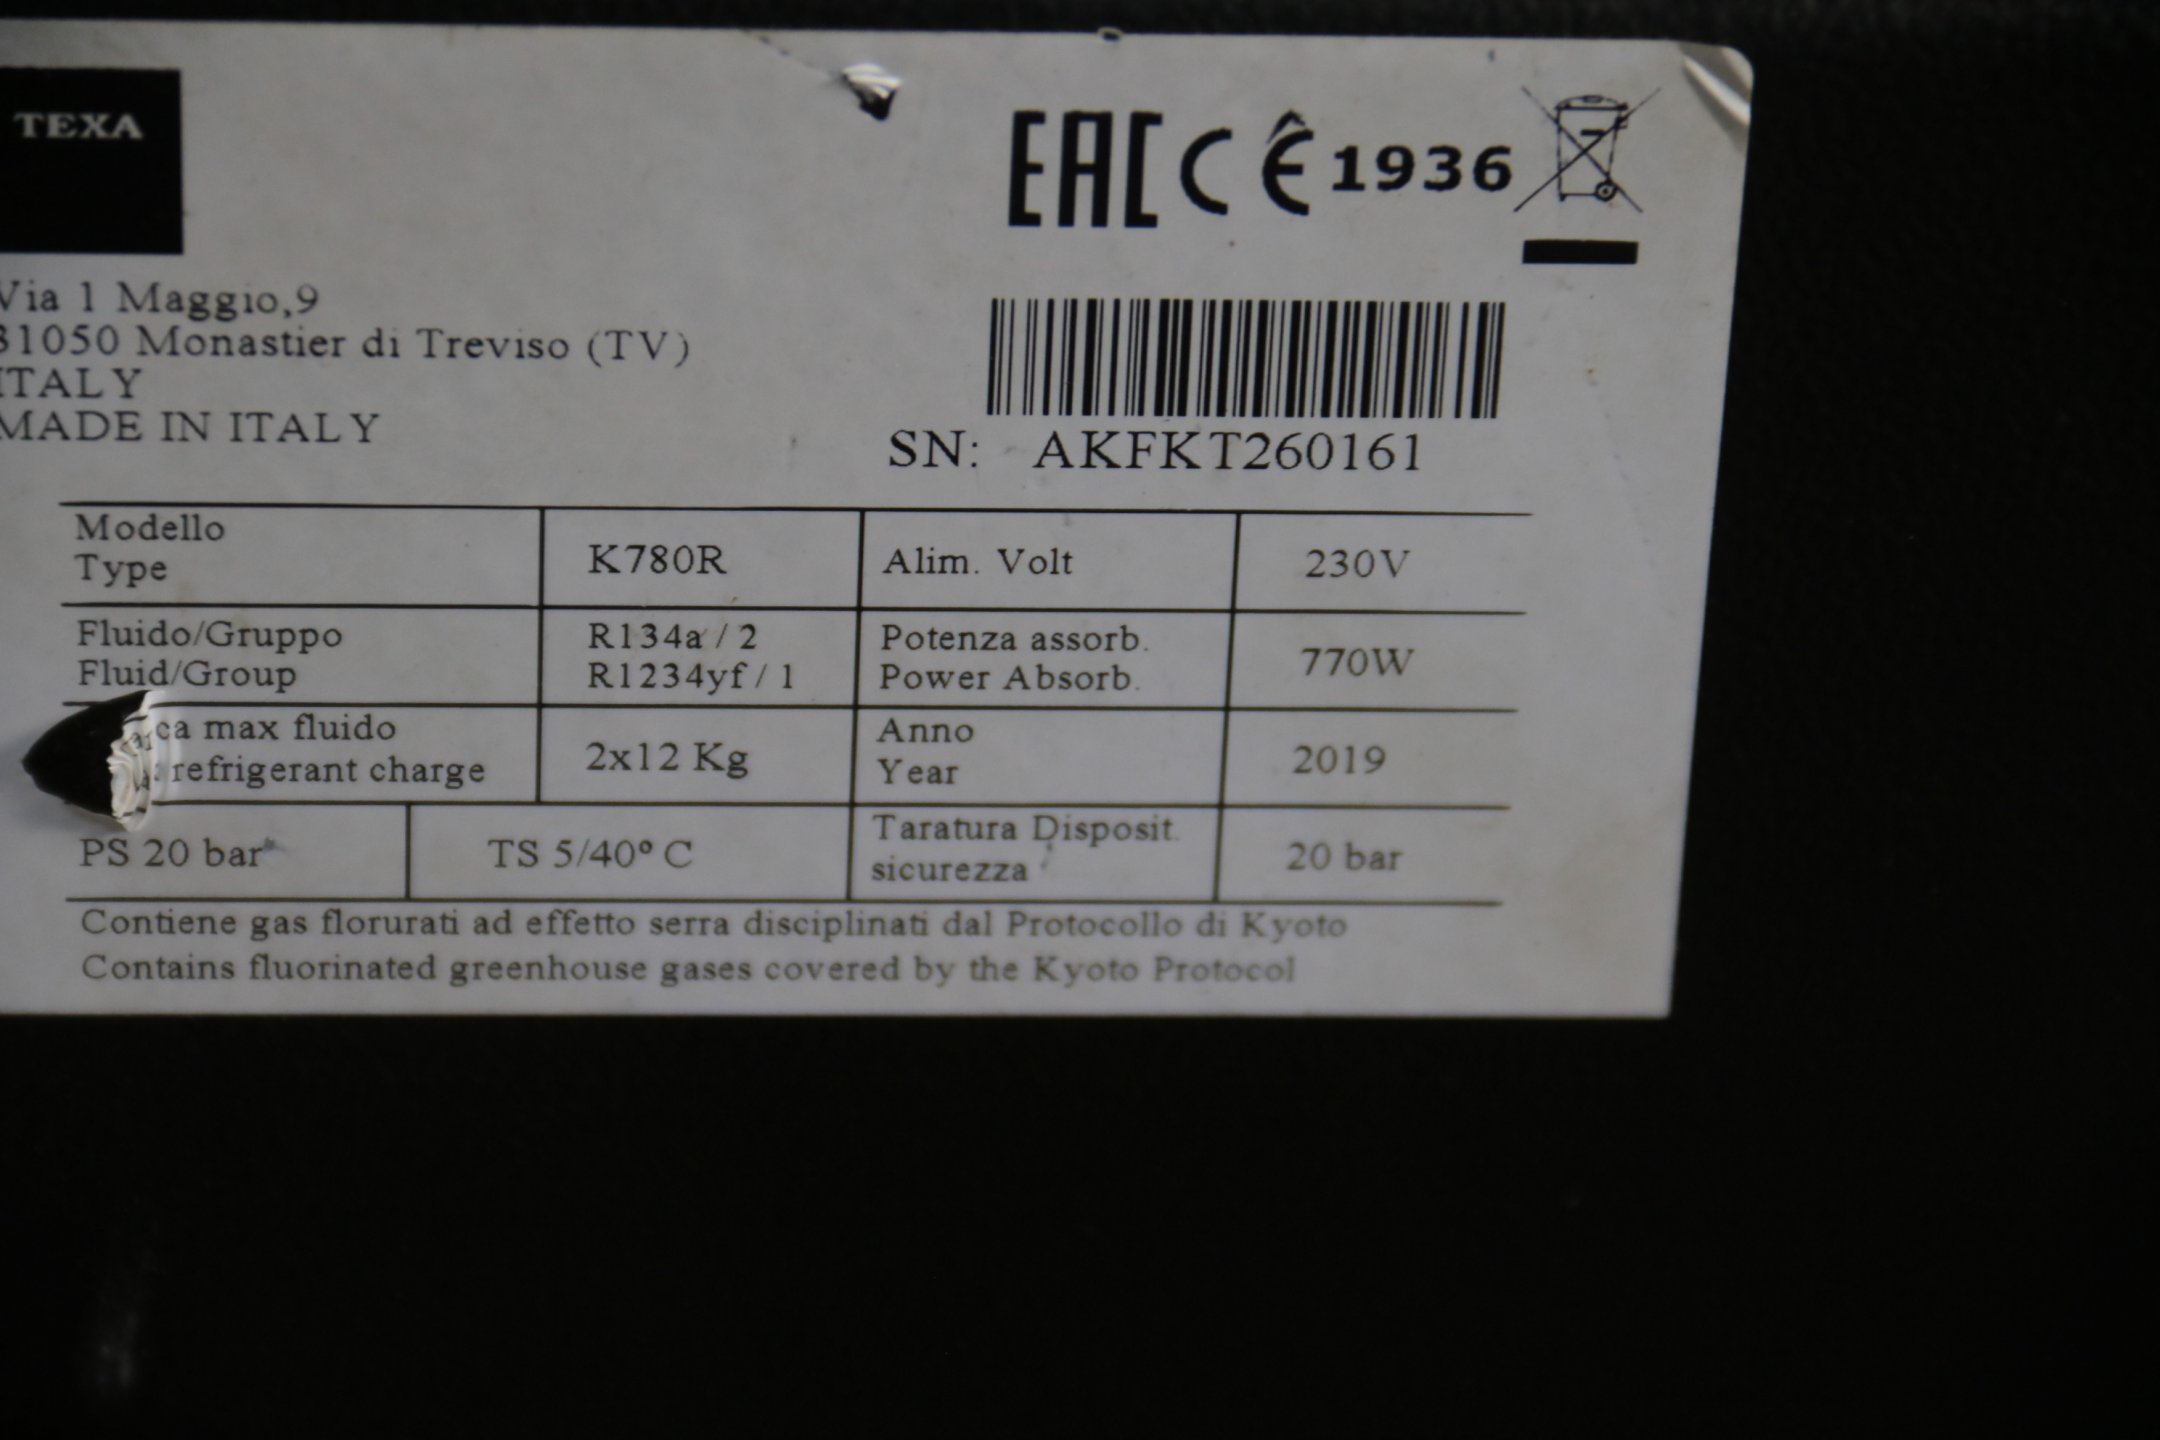 TEXA
EAC CE 1936
Via 1 Maggio,9
31050 Monastier di Treviso (TV)
ITALY
MADE IN ITALY
SN: AKFKT260161
Modello
Type
K780R
Alim. Volt
230V
Fluido/Gruppo
Fluid/Group
R134a / 2
R1234yf / 1
Potenza assorb.
Power Absorb.
770W
max fluido
refrigerant charge
2x12 Kg
Anno
Year
2019
PS 20 bar
TS 5/40° C
Taratura Disposit.
sicurezza
20 bar
Contiene gas florurati ad effetto serra disciplinati dal Protocollo di Kyoto
Contains fluorinated greenhouse gases covered by the Kyoto Protocol